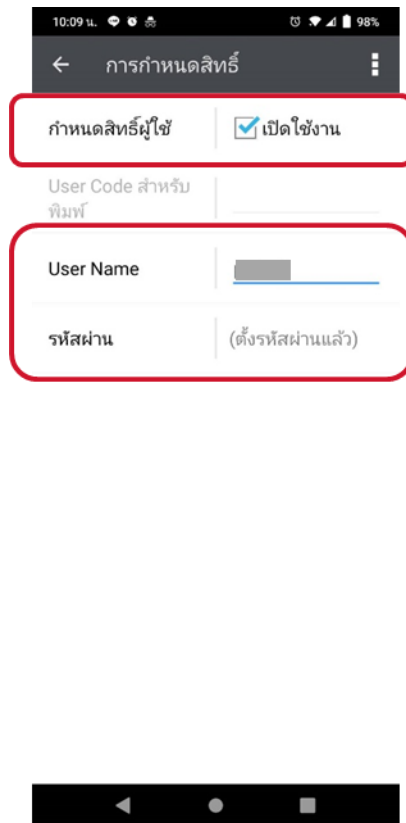 10:09 น. 98%
การกำหนดสิทธิ์
กำหนดสิทธิ์ผู้ใช้ เปิดใช้งาน
User Code สำหรับ
พิมพ์
User Name
รหัสผ่าน (ตั้งรหัสผ่านแล้ว)